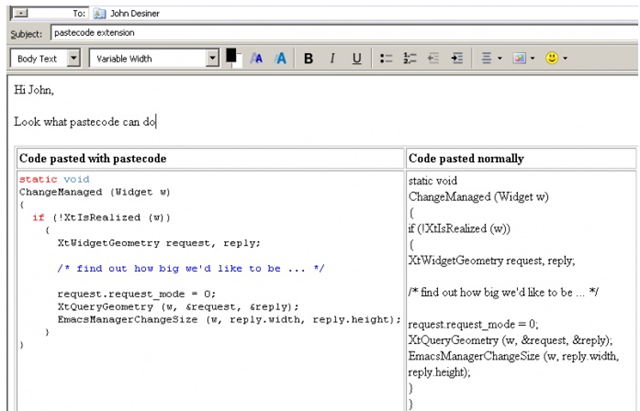 To: John Desiner
Subject: pastecode extension
Body Text Variable Width A A A B I U
Hi John,
Look what pastecode can do
Code pasted with pastecode
static void
ChangeManaged (Widget w)
{
if (!XtIsRealized (w))
{
XtWidgetGeometry request, reply;
/* find out how big we'd like to be ... */
request.request_mode = 0;
XtQueryGeometry (w, &request, &reply);
EmacsManagerChangeSize (w, reply.width, reply.height);
}
}
Code pasted normally
static void
ChangeManaged (Widget w)
{
if (!XtIsRealized (w))
{
XtWidgetGeometry request, reply;
/* find out how big we'd like to be ... */
request.request_mode = 0;
XtQueryGeometry (w, &request, &reply);
EmacsManagerChangeSize (w, reply.width,
reply.height);
}
}